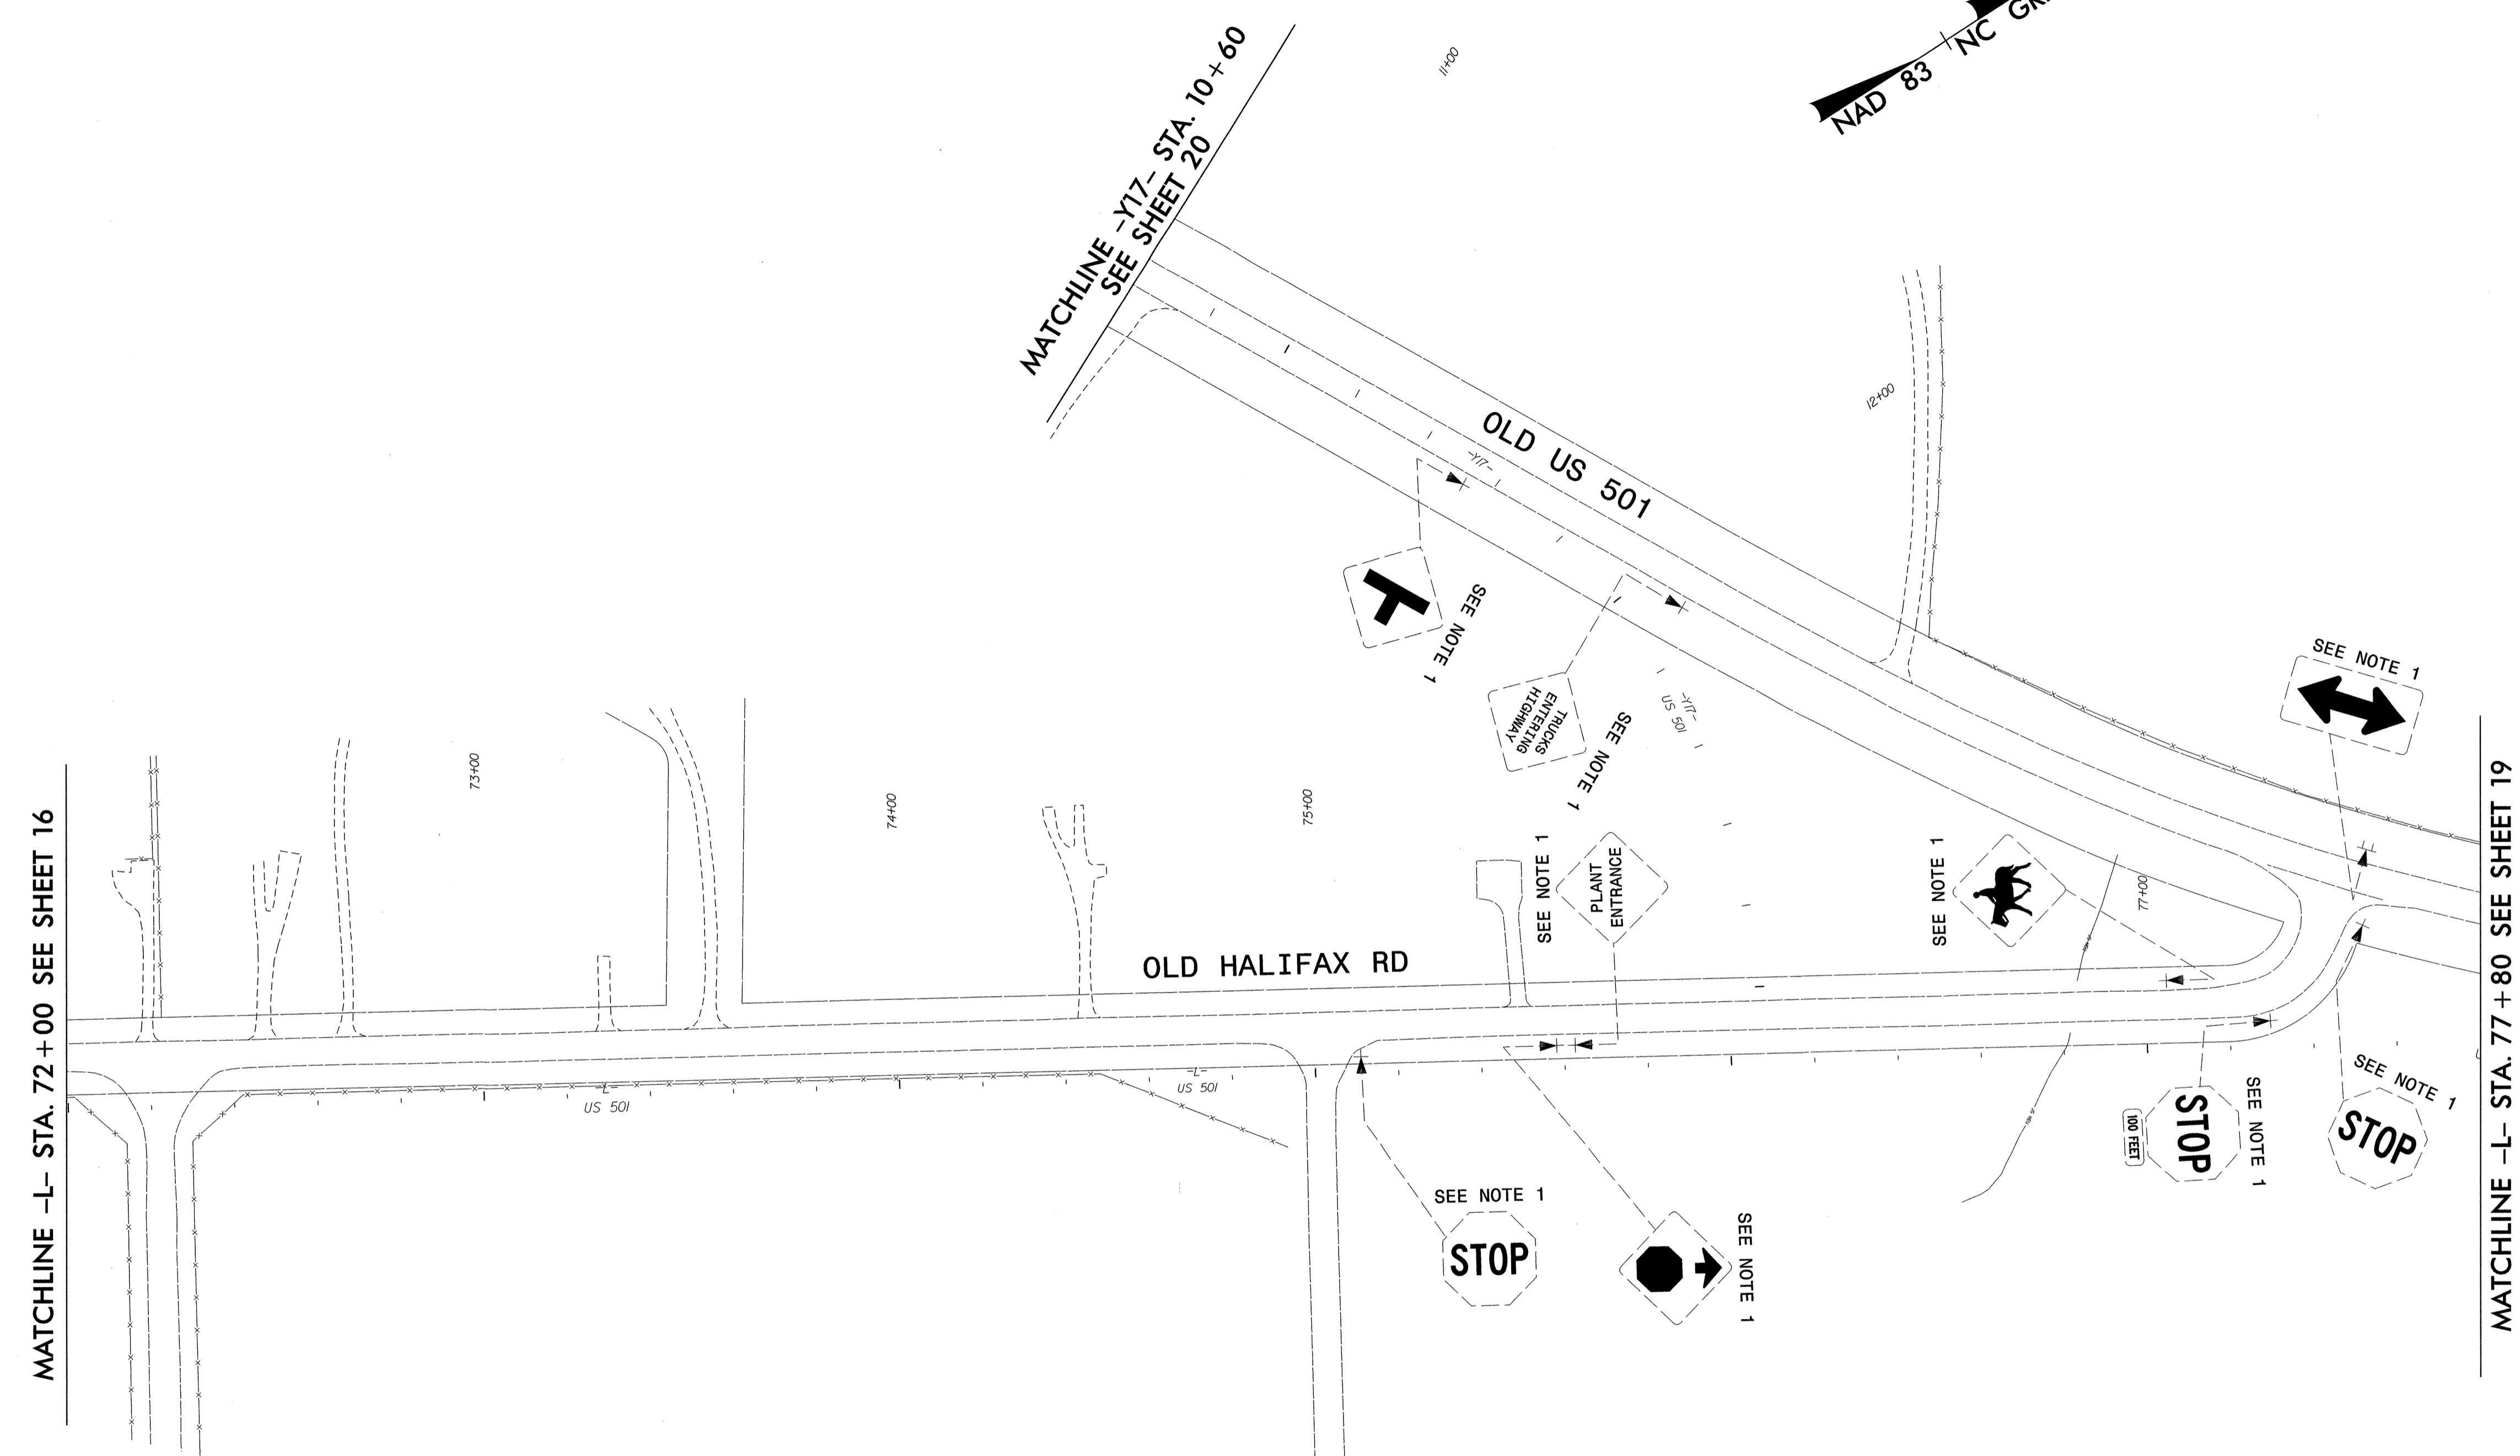 MATCHLINE -Y17- STA. 10+60
SEE SHEET 20
11+00
NAD 83
OLD US 501
-Y17-
12+00
SEE NOTE 1
TRUCKS
ENTERING
HIGHWAY
SEE NOTE 1
-Y17-
US 501
SEE NOTE 1
MATCHLINE -L- STA. 72+00 SEE SHEET 16
73+00
74+00
75+00
SEE NOTE 1
PLANT
ENTRANCE
SEE NOTE 1
77+00
OLD HALIFAX RD
-L-
US 501
-L-
US 501
SEE NOTE 1
STOP
SEE NOTE 1
100 FEET
STOP
SEE NOTE 1
SEE NOTE 1
STOP
MATCHLINE -L- STA. 77+80 SEE SHEET 19